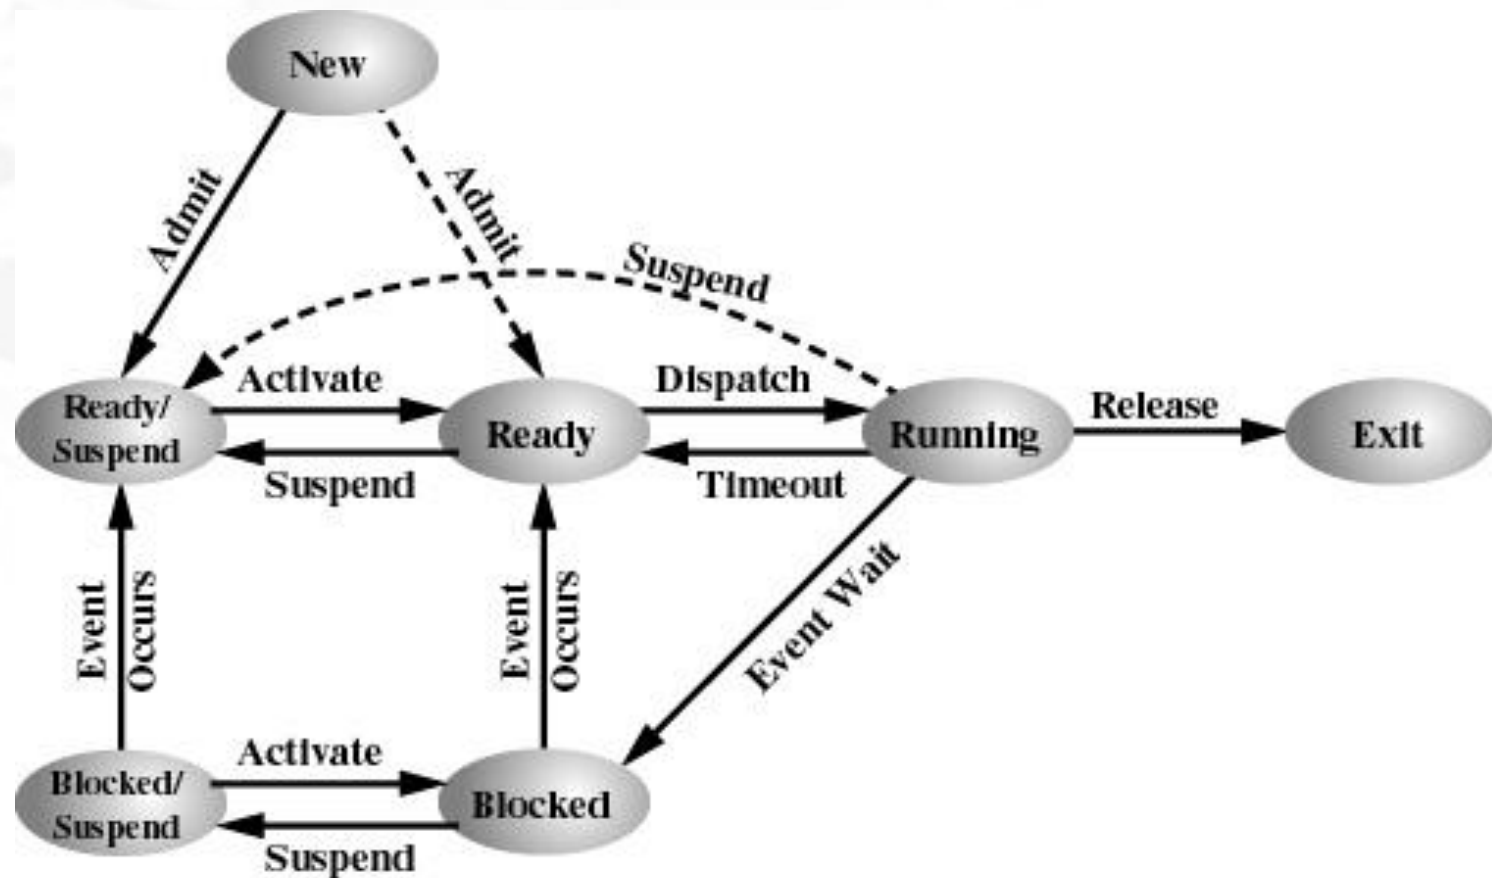 New
Admit
Admit
Suspend
Activate
Dispatch
Release
Ready/
Suspend
Ready
Running
Exit
Suspend
Timeout
Event
Occurs
Event
Occurs
Event Wait
Activate
Blocked/
Suspend
Blocked
Suspend